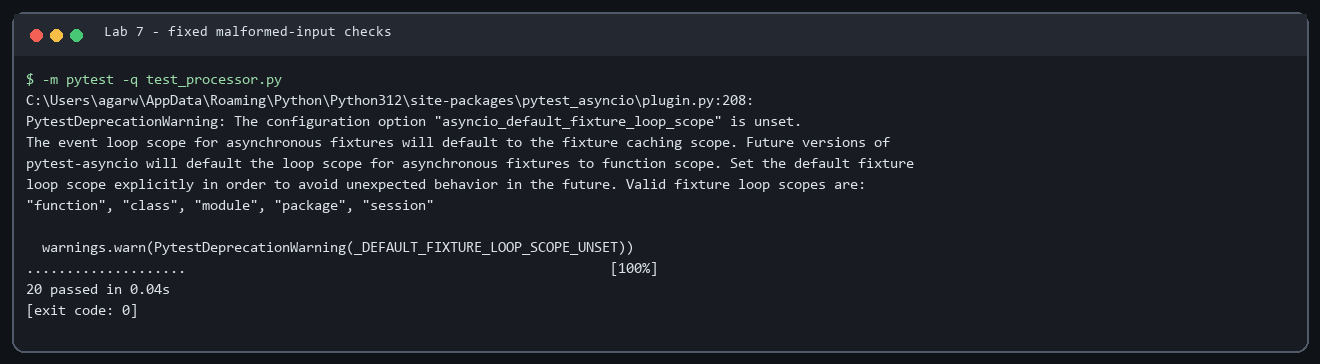 Lab 7 - fixed malformed-input checks
$ -m pytest -q test_processor.py
C:\Users\agarw\AppData\Roaming\Python\Python312\site-packages\pytest_asyncio\plugin.py:208:
PytestDeprecationWarning: The configuration option "asyncio_default_fixture_loop_scope" is unset.
The event loop scope for asynchronous fixtures will default to the fixture caching scope. Future versions of
pytest-asyncio will default the loop scope for asynchronous fixtures to function scope. Set the default fixture
loop scope explicitly in order to avoid unexpected behavior in the future. Valid fixture loop scopes are:
"function", "class", "module", "package", "session"
  warnings.warn(PytestDeprecationWarning(_DEFAULT_FIXTURE_LOOP_SCOPE_UNSET))
.................... [100%]
20 passed in 0.04s
[exit code: 0]